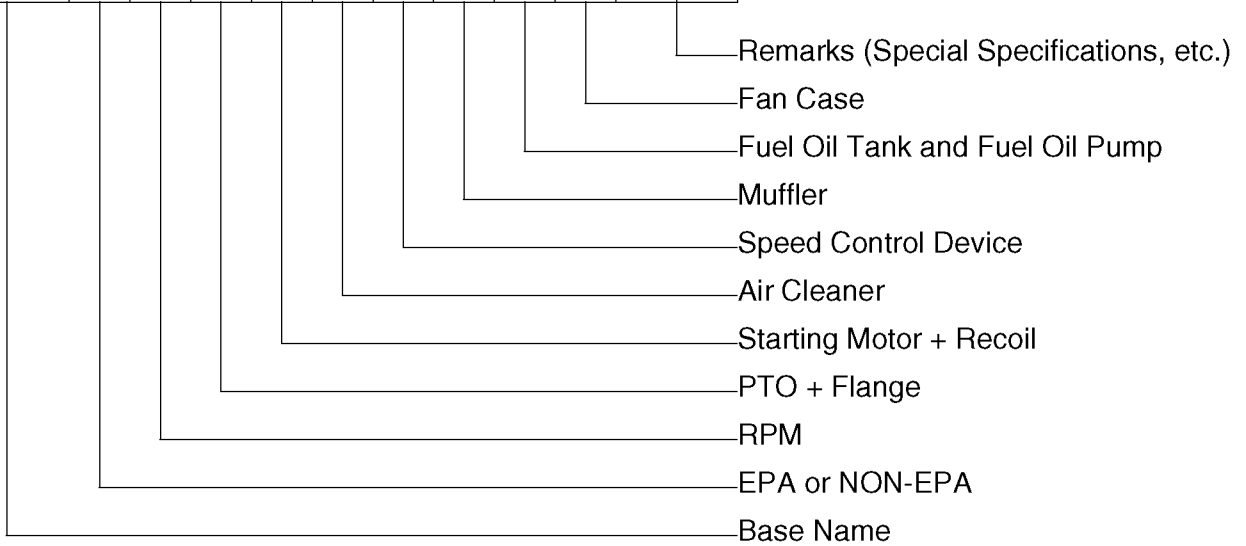 Remarks (Special Specifications, etc.)
Fan Case
Fuel Oil Tank and Fuel Oil Pump
Muffler
Speed Control Device
Air Cleaner
Starting Motor + Recoil
PTO + Flange
RPM
EPA or NON-EPA
Base Name